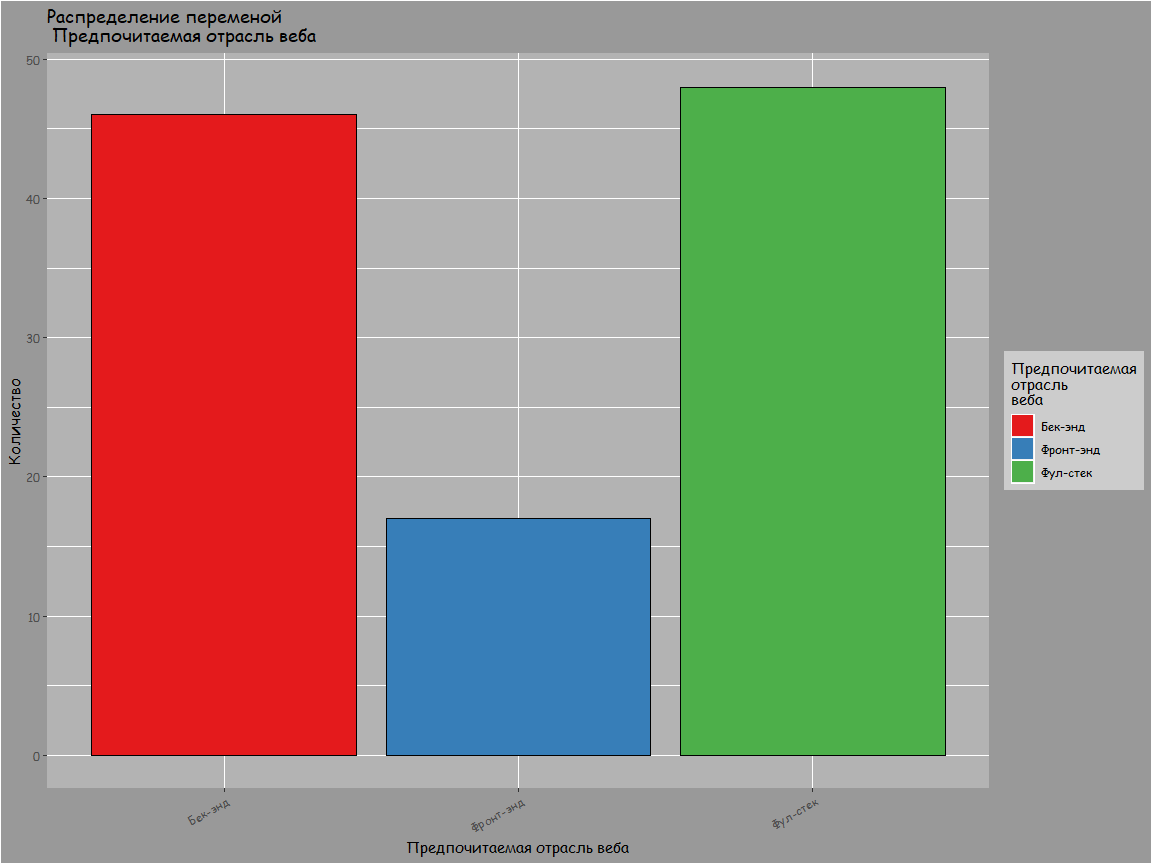 Распределение переменой
Предпочитаемая отрасль веба
50
40
30
20
10
0
Количество
Бек-энд
Фронт-энд
Фул-стек
Предпочитаемая отрасль веба
Предпочитаемая
отрасль
веба
Бек-энд
Фронт-энд
Фул-стек